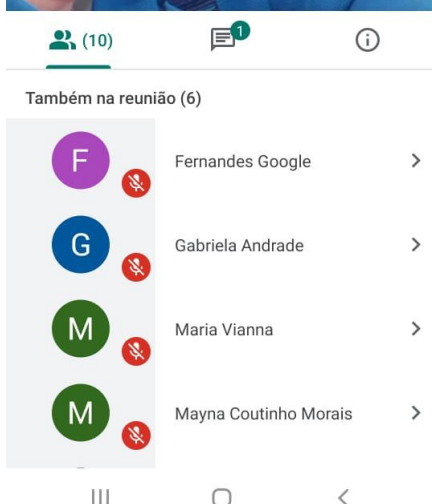 (10)
1
Também na reunião (6)
F
Fernandes Google
G
Gabriela Andrade
M
Maria Vianna
M
Mayna Coutinho Morais